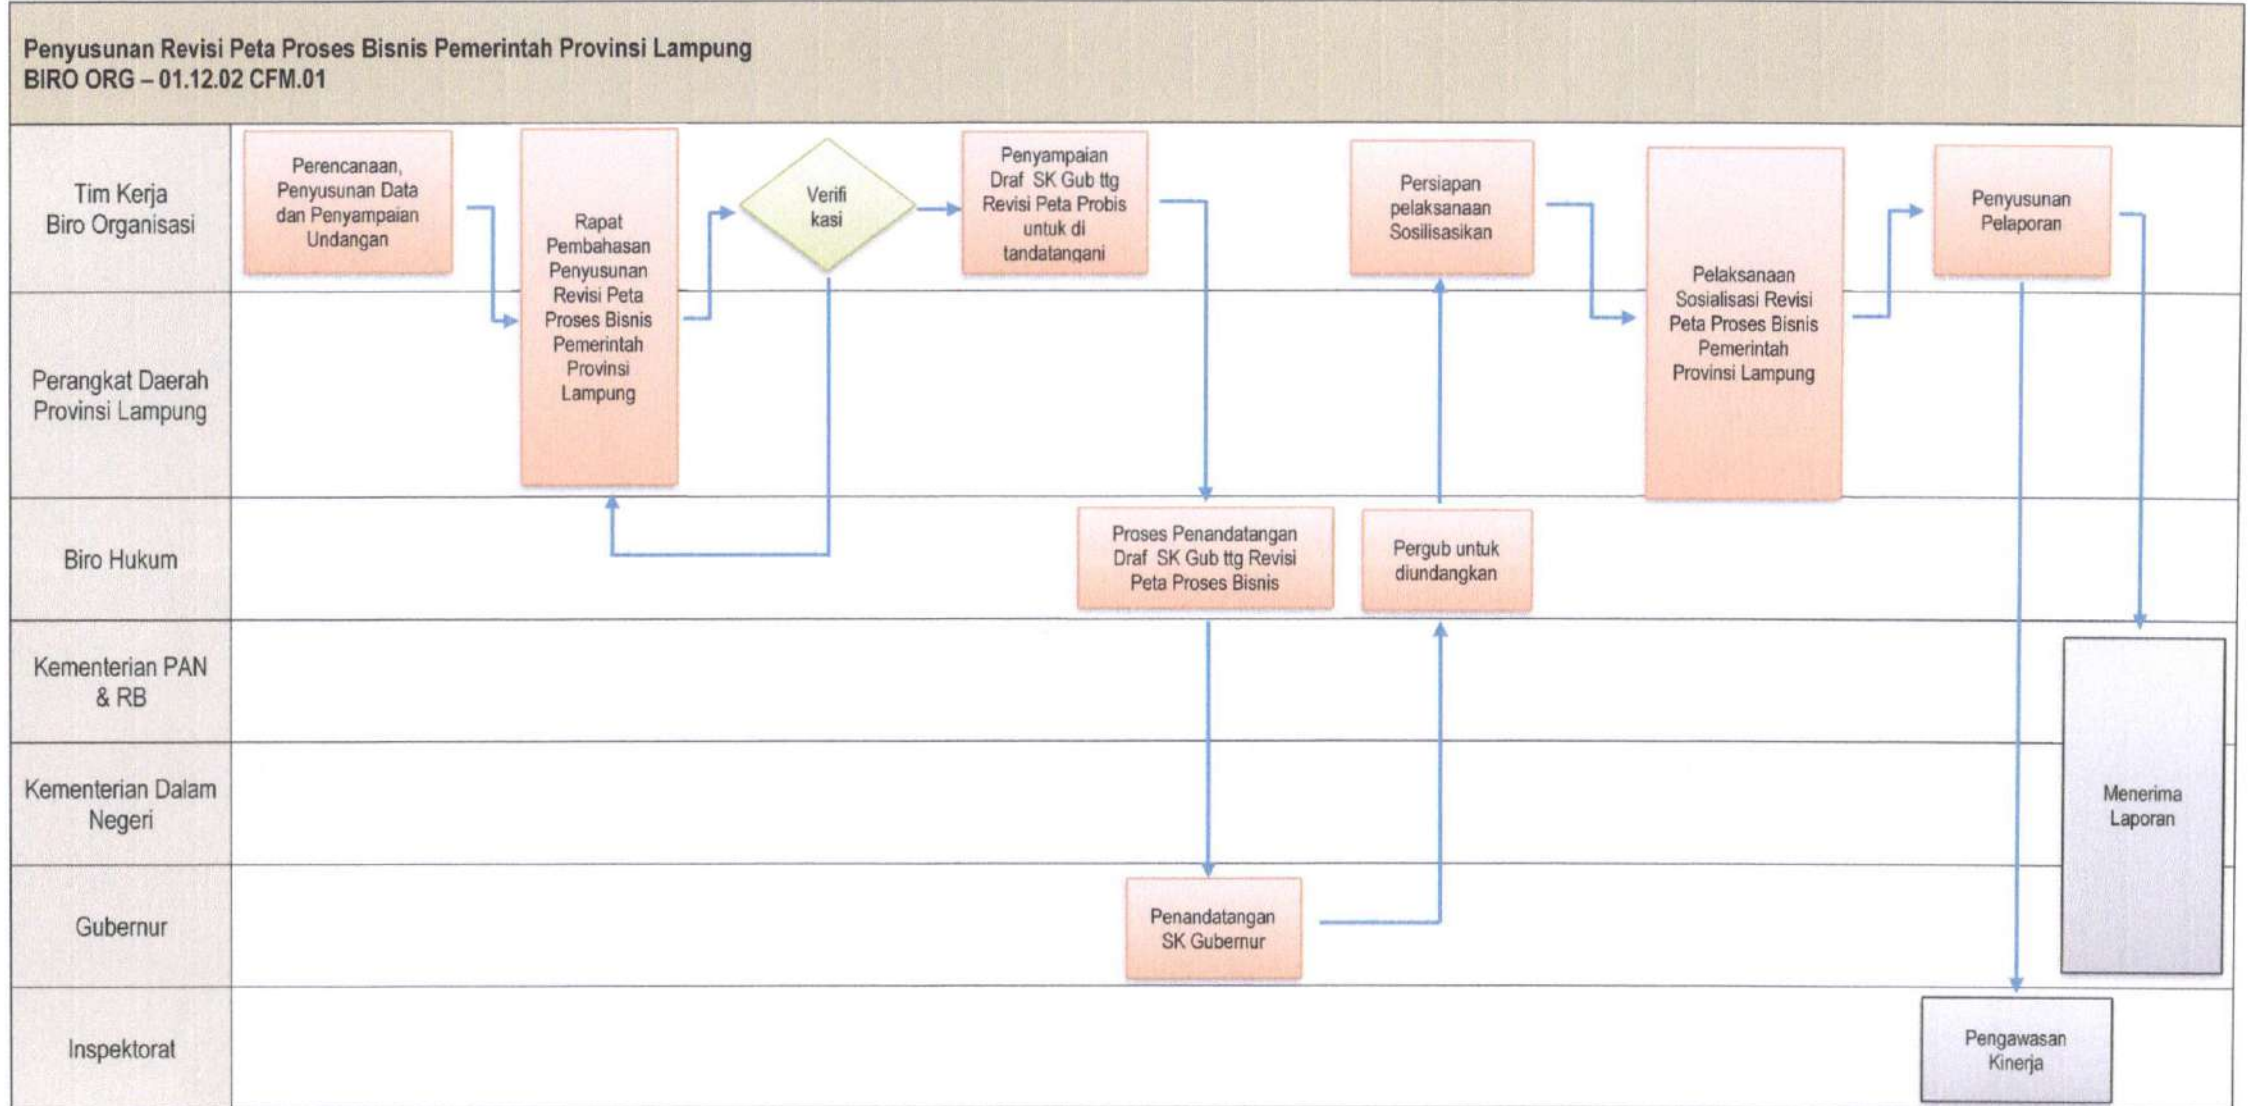 Penyusunan Revisi Peta Proses Bisnis Pemerintah Provinsi Lampung
BIRO ORG – 01.12.02 CFM.01
Tim Kerja
Biro Organisasi
Perencanaan,
Penyusunan Data
dan Penyampaian
Undangan
Rapat
Pembahasan
Penyusunan
Revisi Peta
Proses Bisnis
Pemerintah
Provinsi
Lampung
Verifi
kasi
Penyampaian
Draf SK Gub ttg
Revisi Peta Probis
untuk di
tandatangani
Persiapan
pelaksanaan
Sosilisasikan
Pelaksanaan
Sosialisasi Revisi
Peta Proses Bisnis
Pemerintah
Provinsi Lampung
Penyusunan
Pelaporan
Perangkat Daerah
Provinsi Lampung
Biro Hukum
Proses Penandatangan
Draf SK Gub ttg Revisi
Peta Proses Bisnis
Pergub untuk
diundangkan
Kementerian PAN
& RB
Kementerian Dalam
Negeri
Menerima
Laporan
Gubernur
Penandatangan
SK Gubernur
Inspektorat
Pengawasan
Kinerja